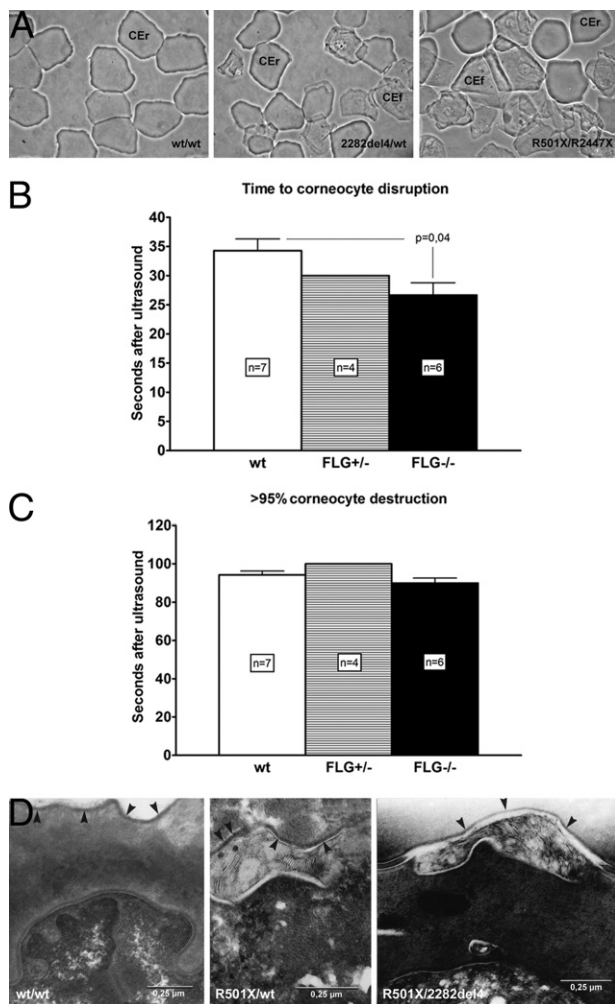 A
CEr
wt/wt
CEr
CEf
2282del4/wt
CEr
CEf
R501X/R2447X
B
Time to corneocyte disruption
Seconds after ultrasound
40
35
30
25
20
15
10
5
0
p=0,04
n=7
n=4
n=6
wt
FLG+/-
FLG-/-
C
>95% corneocyte destruction
Seconds after ultrasound
120
100
80
60
40
20
0
n=7
n=4
n=6
wt
FLG+/-
FLG-/-
D
wt/wt
0,25 µm
R501X/wt
0,25 µm
R501X/2282del4
0,25 µm